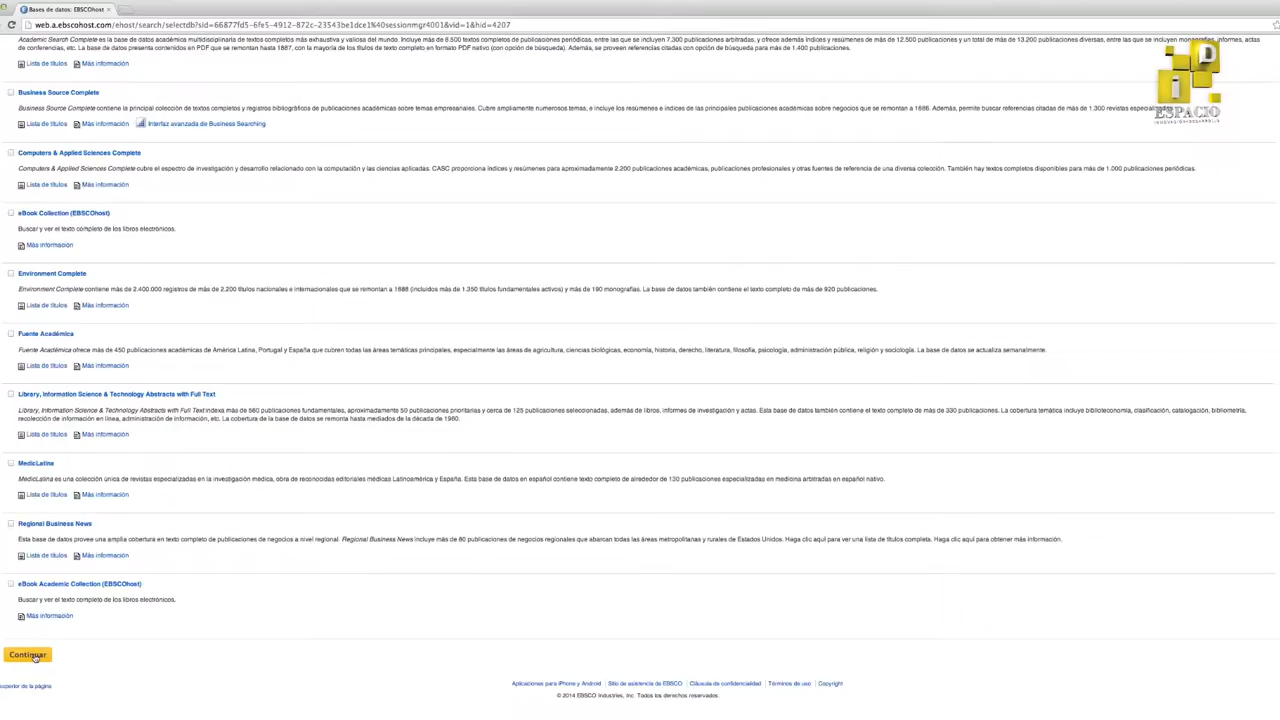 Bases de datos: EBSCOhost
web.a.ebscohost.com/ehost/search/selectdb?sid=66877fd5-6fe5-4912-872c-23543be1dce1%40sessionmgr4001&vid=1&hid=4207
Academic Search Complete es la base de datos académica multidisciplinaria de textos completos más exhaustiva y valiosa del mundo. Incluye más de 8.500 textos completos de publicaciones periódicas, entre las que se incluyen 7.300 publicaciones arbitradas, y ofrece además índices y resúmenes de más de 12.500 publicaciones y un total de más de 13.200 publicaciones diversas, entre las que se incluyen monografías, informes, actas
de conferencias, etc. La base de datos presenta contenidos en PDF que se remontan hasta 1887, con la mayoría de los títulos de texto completo en formato PDF nativo (con opción de búsqueda). Además, se proveen referencias citadas con opción de búsqueda para más de 1.400 publicaciones.
Lista de títulos Más información
Business Source Complete
Business Source Complete contiene la principal colección de textos completos y registros bibliográficos de publicaciones académicas sobre temas empresariales. Cubre ampliamente numerosos temas, e incluye los resúmenes e índices de las principales publicaciones académicas sobre negocios que se remontan a 1886. Además, permite buscar referencias citadas de más de 1.300 revistas
Lista de títulos Más información Interfaz avanzada de Business Searching
Computers & Applied Sciences Complete
Computers & Applied Sciences Complete cubre el espectro de investigación y desarrollo relacionado con la computación y las ciencias aplicadas. CASC proporciona índices y resúmenes para aproximadamente 2.200 publicaciones académicas, publicaciones profesionales y otras fuentes de referencia de una diversa colección. También hay textos completos disponibles para más de 1.000 publicaciones.
Lista de títulos Más información
eBook Collection (EBSCOhost)
Buscar y ver el texto completo de los libros electrónicos.
Más información
Environment Complete
Environment Complete contiene más de 2.400.000 registros de más de 2.200 títulos nacionales e internacionales que se remontan a 1888 (incluidos más de 1.350 títulos fundamentales activos) y más de 190 monografías. La base de datos también contiene el texto completo de más de 920 publicaciones.
Lista de títulos Más información
Fuente Académica
Fuente Académica ofrece más de 450 publicaciones académicas de América Latina, Portugal y España que cubren todas las áreas temáticas principales, especialmente las áreas de agricultura, ciencias biológicas, economía, historia, derecho, literatura, filosofía, psicología, administración pública, religión y sociología. La base de datos se actualiza semanalmente.
Lista de títulos Más información
Library, Information Science & Technology Abstracts with Full Text
Library, Information Science & Technology Abstracts with Full Text indexa más de 560 publicaciones fundamentales, aproximadamente 50 publicaciones prioritarias y cerca de 125 publicaciones seleccionadas, además de libros, informes de investigación y actas. Esta base de datos también contiene el texto completo de más de 330 publicaciones. La cobertura temática incluye biblioteconomía, clasificación, catalogación, bibliometría,
recolección de información en línea, administración de información, etc. La cobertura de la base de datos se remonta hasta mediados de la década de 1960.
Lista de títulos Más información
MedicLatina
MedicLatina es una colección única de revistas especializadas en la investigación médica, obra de reconocidas editoriales médicas Latinoamérica y España. Esta base de datos en español contiene texto completo de alrededor de 130 publicaciones especializadas en medicina arbitradas en español nativo.
Lista de títulos Más información
Regional Business News
Esta base de datos provee una amplia cobertura en texto completo de publicaciones de negocios a nivel regional. Regional Business News incluye más de 80 publicaciones de negocios regionales que abarcan todas las áreas metropolitanas y rurales de Estados Unidos. Haga clic aquí para ver una lista de títulos completa. Haga clic aquí para obtener más información.
Lista de títulos Más información
eBook Academic Collection (EBSCOhost)
Buscar y ver el texto completo de los libros electrónicos.
Más información
Continuar
superior de la página
Aplicaciones para iPhone y Android Sitio de asistencia de EBSCO Cláusula de confidencialidad Términos de uso Copyright
© 2014 EBSCO Industries, Inc. Todos los derechos reservados.
i D
ESPACIO